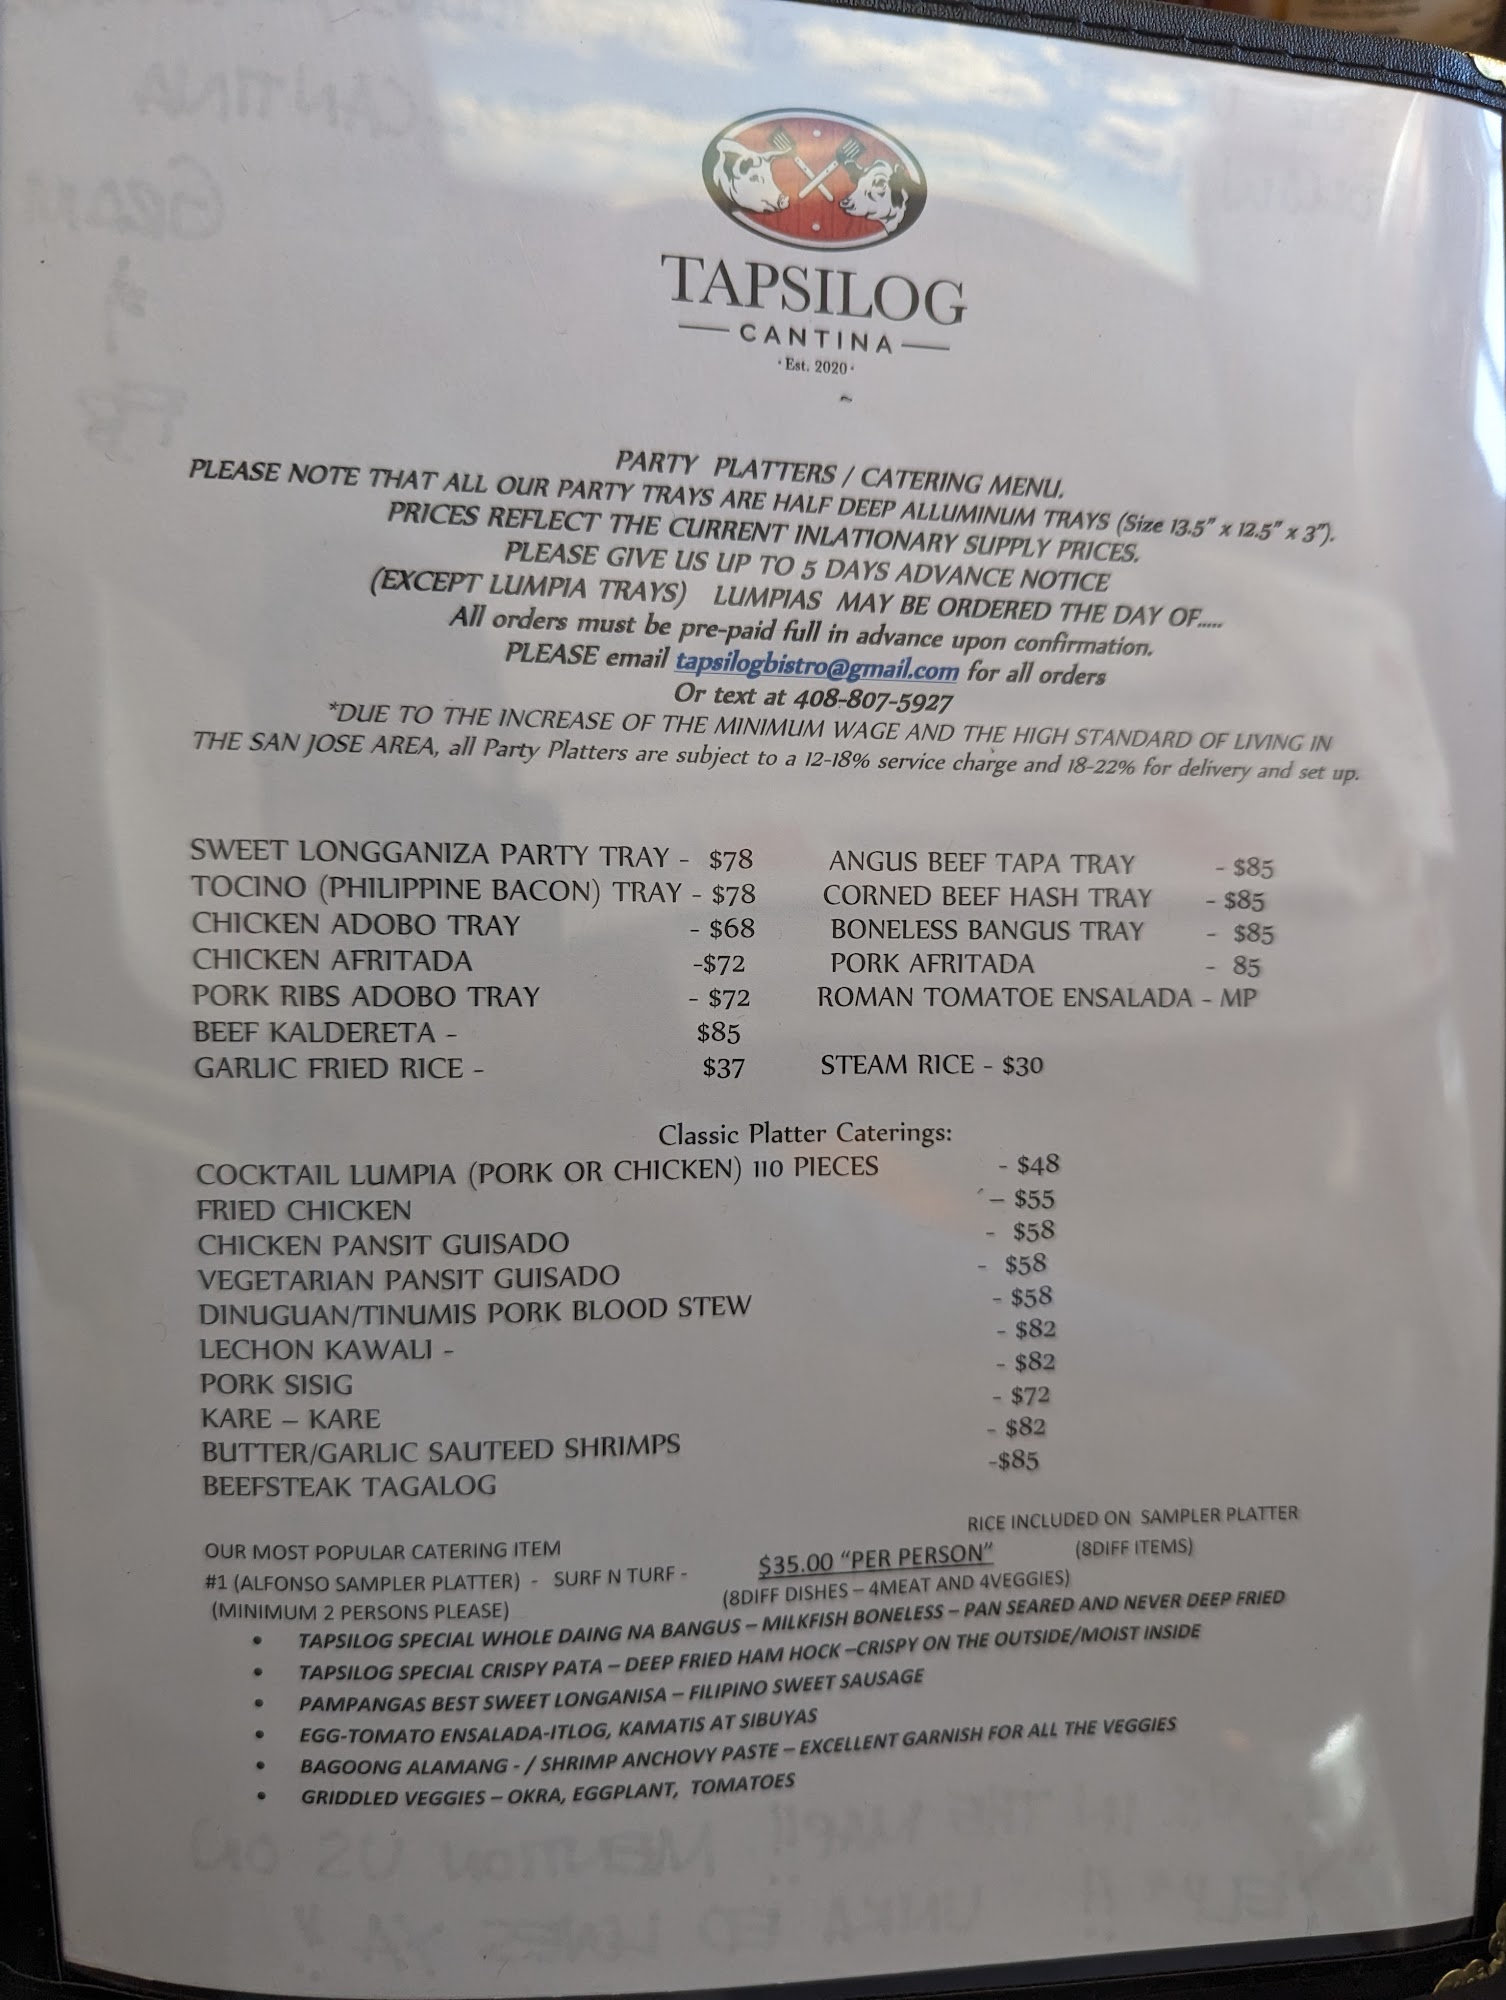 TAPSILOG
CANTINA
· Est. 2020 ·
PARTY PLATTERS / CATERING MENU.
PLEASE NOTE THAT ALL OUR PARTY TRAYS ARE HALF DEEP ALLUMINUM TRAYS (Size 13.5" x 12.5" x 3").
PRICES REFLECT THE CURRENT INLATIONARY SUPPLY PRICES.
PLEASE GIVE US UP TO 5 DAYS ADVANCE NOTICE
(EXCEPT LUMPIA TRAYS) LUMPIAS MAY BE ORDERED THE DAY OF.....
All orders must be pre-paid full in advance upon confirmation.
PLEASE email tapsilogbistro@gmail.com for all orders
Or text at 408-807-5927
*DUE TO THE INCREASE OF THE MINIMUM WAGE AND THE HIGH STANDARD OF LIVING IN
THE SAN JOSE AREA, all Party Platters are subject to a 12-18% service charge and 18-22% for delivery and set up.
SWEET LONGGANIZA PARTY TRAY - $78 ANGUS BEEF TAPA TRAY - $85
TOCINO (PHILIPPINE BACON) TRAY - $78 CORNED BEEF HASH TRAY - $85
CHICKEN ADOBO TRAY - $68 BONELESS BANGUS TRAY - $85
CHICKEN AFRITADA -$72 PORK AFRITADA - 85
PORK RIBS ADOBO TRAY - $72 ROMAN TOMATOE ENSALADA - MP
BEEF KALDERETA - $85
GARLIC FRIED RICE - $37 STEAM RICE - $30
Classic Platter Caterings:
COCKTAIL LUMPIA (PORK OR CHICKEN) 110 PIECES - $48
FRIED CHICKEN – $55
CHICKEN PANSIT GUISADO - $58
VEGETARIAN PANSIT GUISADO - $58
DINUGUAN/TINUMIS PORK BLOOD STEW - $58
LECHON KAWALI - - $82
PORK SISIG - $82
KARE – KARE - $72
BUTTER/GARLIC SAUTEED SHRIMPS - $82
BEEFSTEAK TAGALOG -$85
RICE INCLUDED ON SAMPLER PLATTER
OUR MOST POPULAR CATERING ITEM $35.00 "PER PERSON" (8DIFF ITEMS)
#1 (ALFONSO SAMPLER PLATTER) - SURF N TURF - (8DIFF DISHES – 4MEAT AND 4VEGGIES)
(MINIMUM 2 PERSONS PLEASE)
• TAPSILOG SPECIAL WHOLE DAING NA BANGUS – MILKFISH BONELESS – PAN SEARED AND NEVER DEEP FRIED
• TAPSILOG SPECIAL CRISPY PATA – DEEP FRIED HAM HOCK –CRISPY ON THE OUTSIDE/MOIST INSIDE
• PAMPANGAS BEST SWEET LONGANISA – FILIPINO SWEET SAUSAGE
• EGG-TOMATO ENSALADA-ITLOG, KAMATIS AT SIBUYAS
• BAGOONG ALAMANG - / SHRIMP ANCHOVY PASTE – EXCELLENT GARNISH FOR ALL THE VEGGIES
• GRIDDLED VEGGIES – OKRA, EGGPLANT, TOMATOES